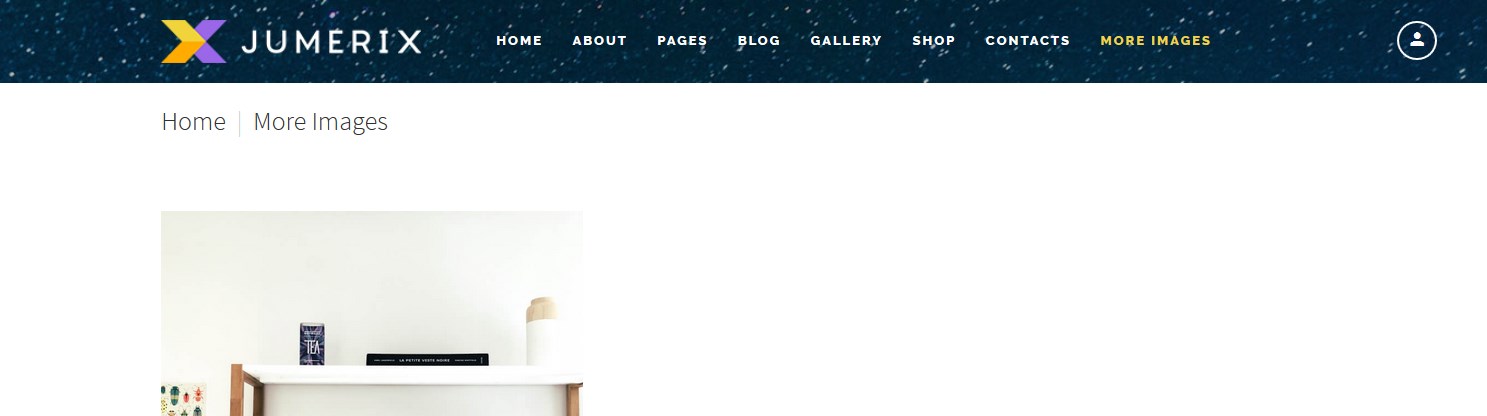 JUMERIX
HOME ABOUT PAGES BLOG GALLERY SHOP CONTACTS MORE IMAGES
Home | More Images
TEA
LA PETITE VESTE NOIRE